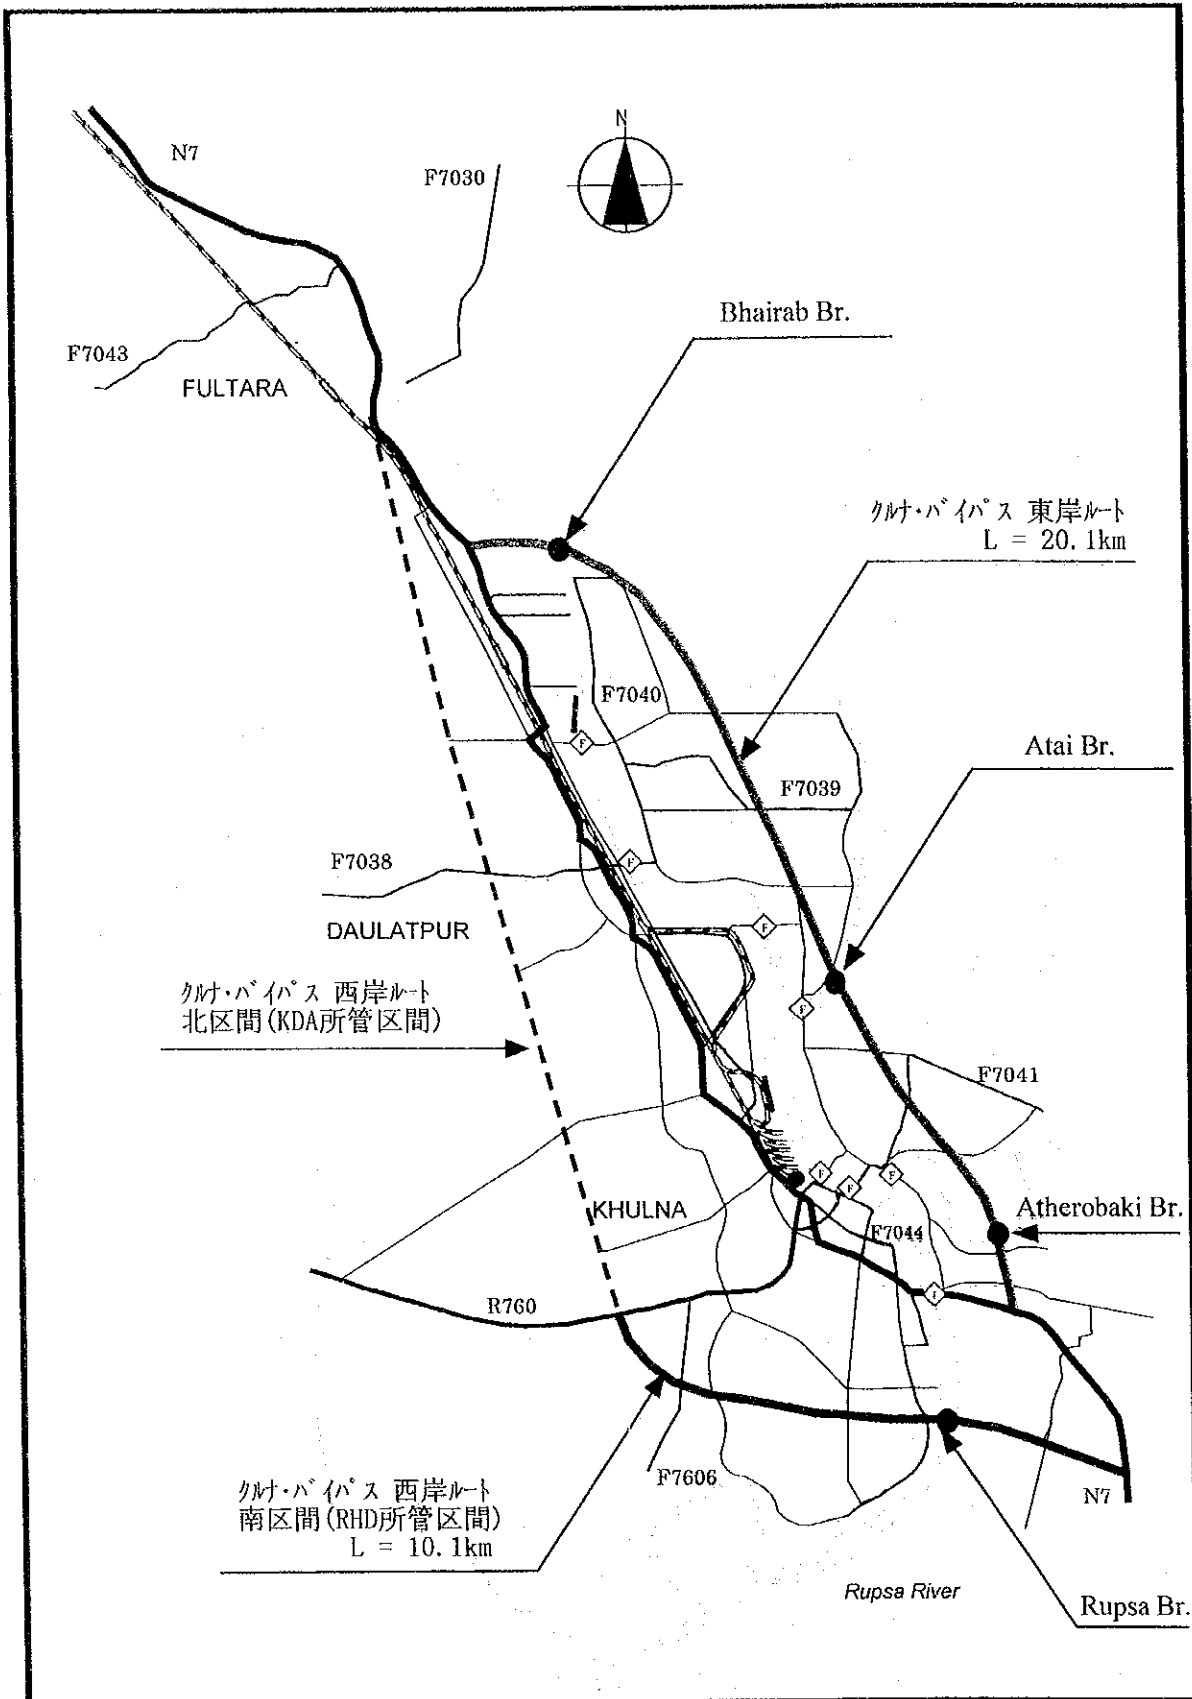 N
N7
F7030
Bhairab Br.
F7043
FULTARA
クルナ・バイパス 東岸ルート
L = 20.1km
F7040
Atai Br.
F7039
F
F7038
F
DAULATPUR
F
クルナ・バイパス 西岸ルート
北区間(KDA所管区間)
F
F7041
F
F
F
KHULNA
Atherobaki Br.
F7044
F
R760
F7606
クルナ・バイパス 西岸ルート
南区間(RHD所管区間)
L = 10.1km
N7
Rupsa River
Rupsa Br.